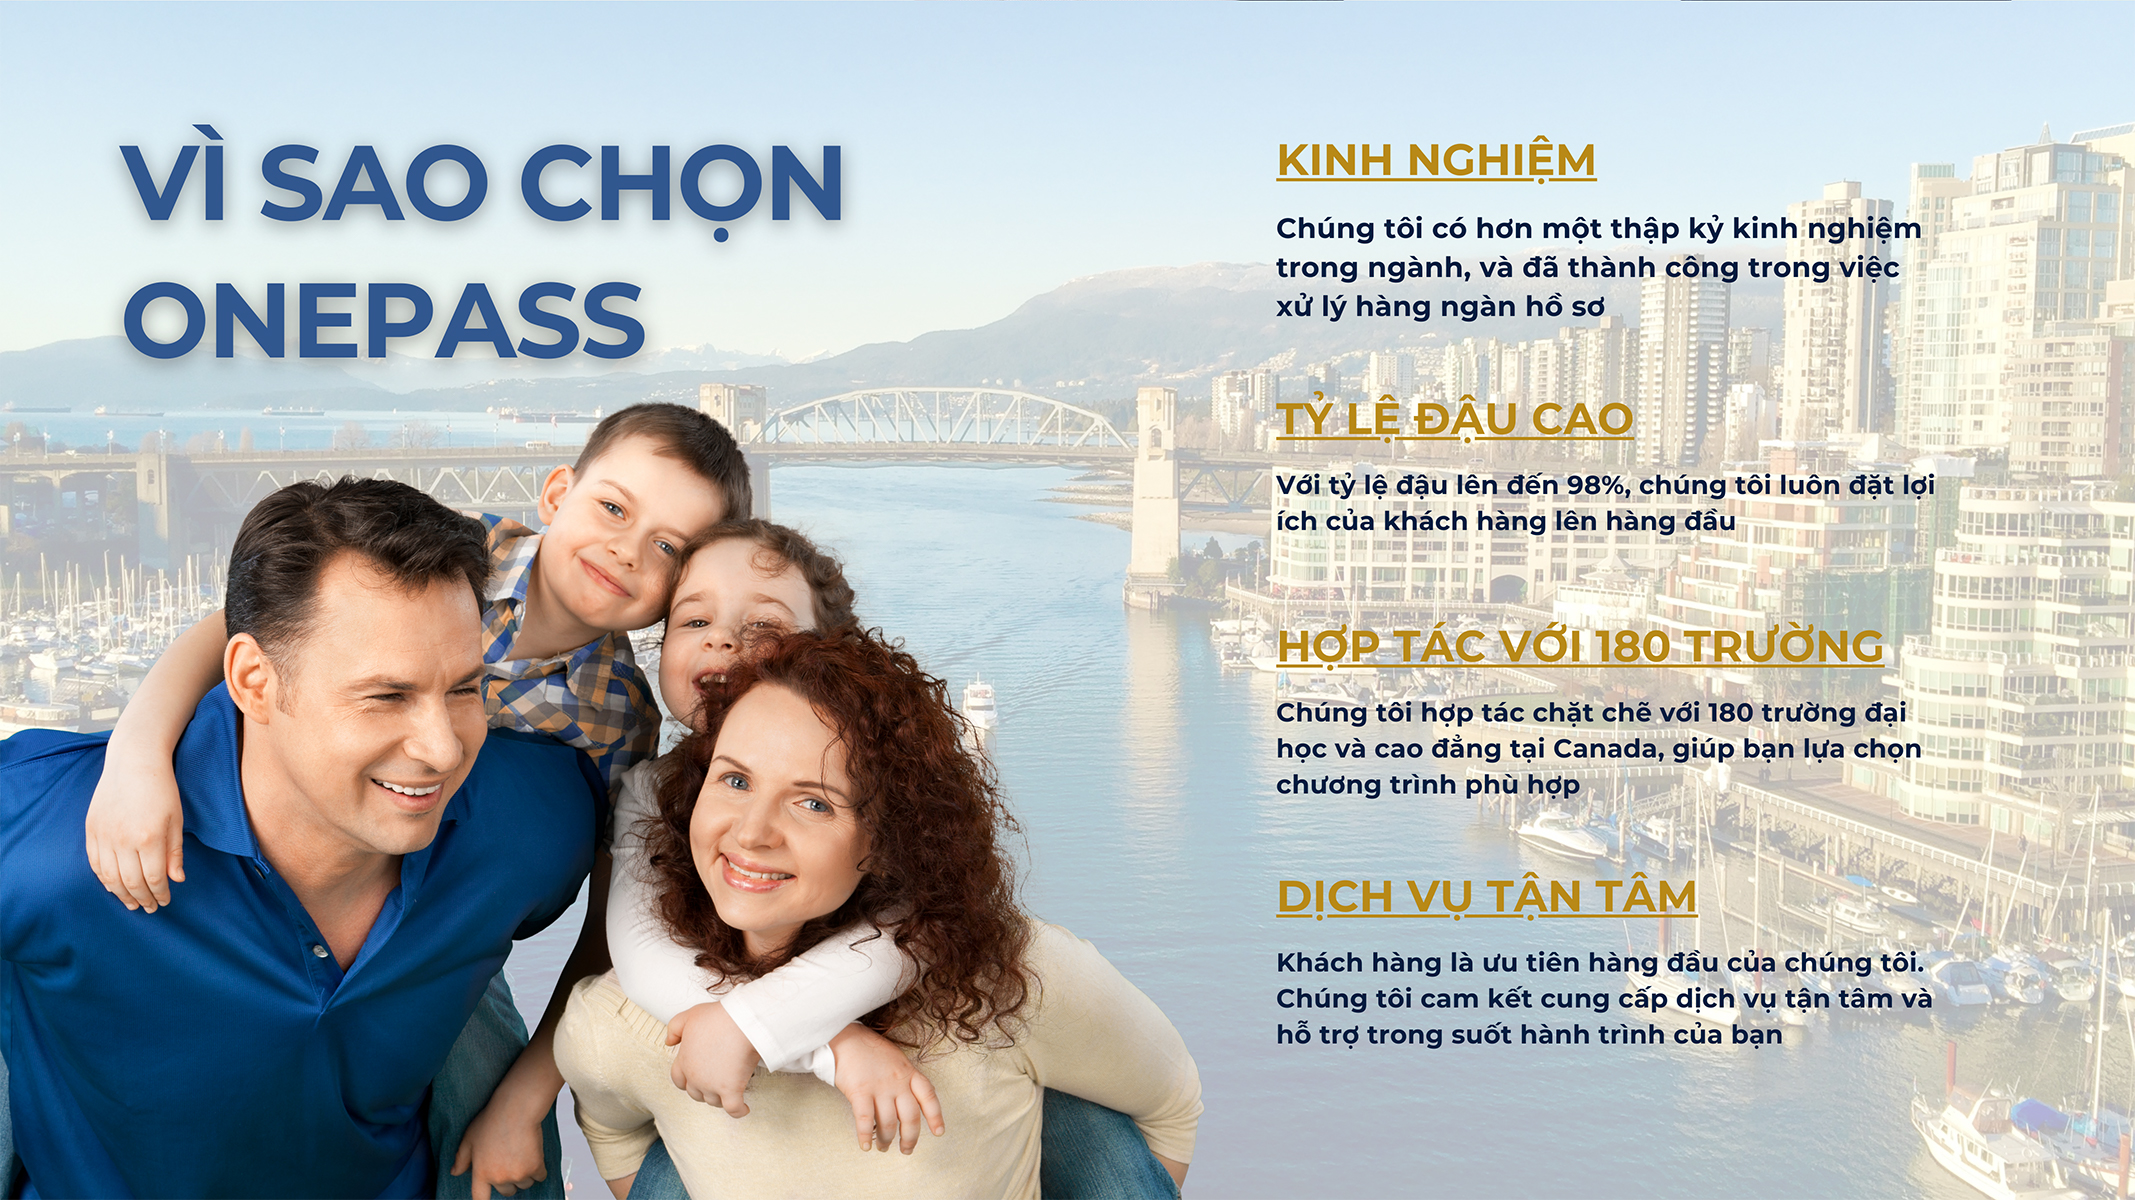 VÌ SAO CHỌN
ONEPASS
KINH NGHIỆM
Chúng tôi có hơn một thập kỷ kinh nghiệm
trong ngành, và đã thành công trong việc
xử lý hàng ngàn hồ sơ
TỶ LỆ ĐẬU CAO
Với tỷ lệ đậu lên đến 98%, chúng tôi luôn đặt lợi
ích của khách hàng lên hàng đầu
HỢP TÁC VỚI 180 TRƯỜNG
Chúng tôi hợp tác chặt chẽ với 180 trường đại
học và cao đẳng tại Canada, giúp bạn lựa chọn
chương trình phù hợp
DỊCH VỤ TẬN TÂM
Khách hàng là ưu tiên hàng đầu của chúng tôi.
Chúng tôi cam kết cung cấp dịch vụ tận tâm và
hỗ trợ trong suốt hành trình của bạn